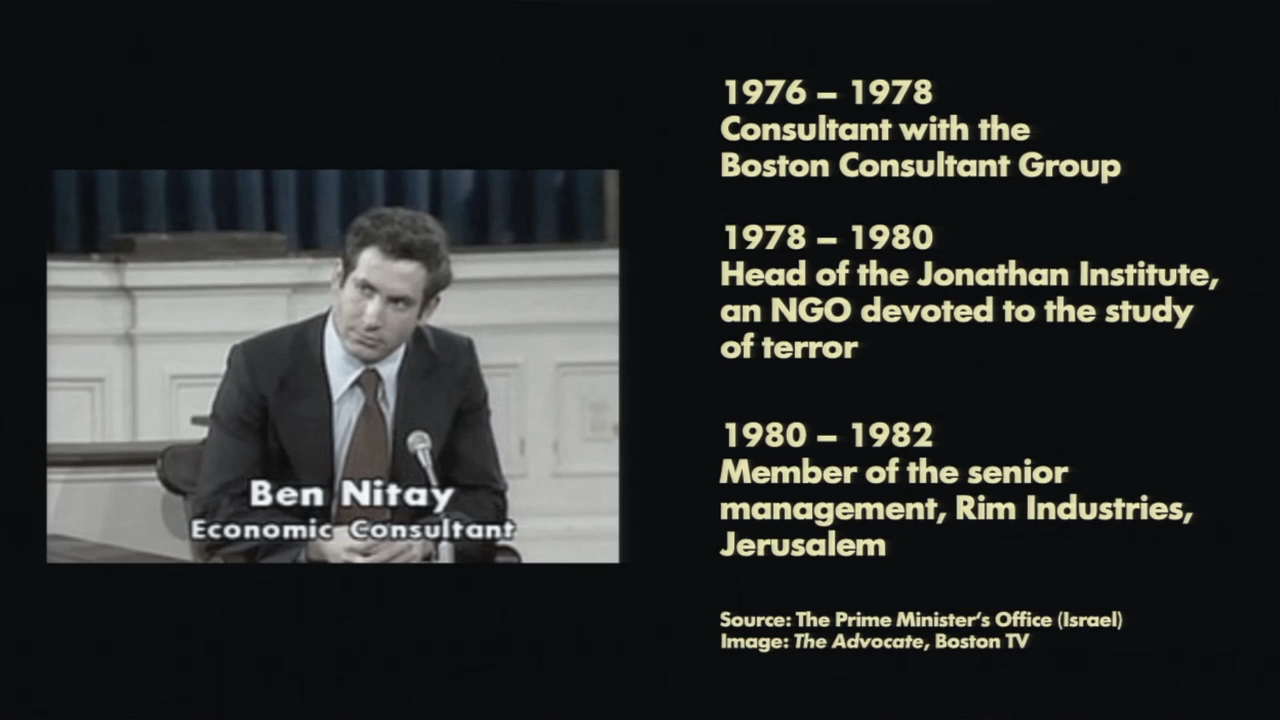 1976 – 1978
Consultant with the
Boston Consultant Group
1978 – 1980
Head of the Jonathan Institute,
an NGO devoted to the study
of terror
1980 – 1982
Member of the senior
management, Rim Industries,
Jerusalem
Source: The Prime Minister's Office (Israel)
Image: The Advocate, Boston TV
Ben Nitay
Economic Consultant